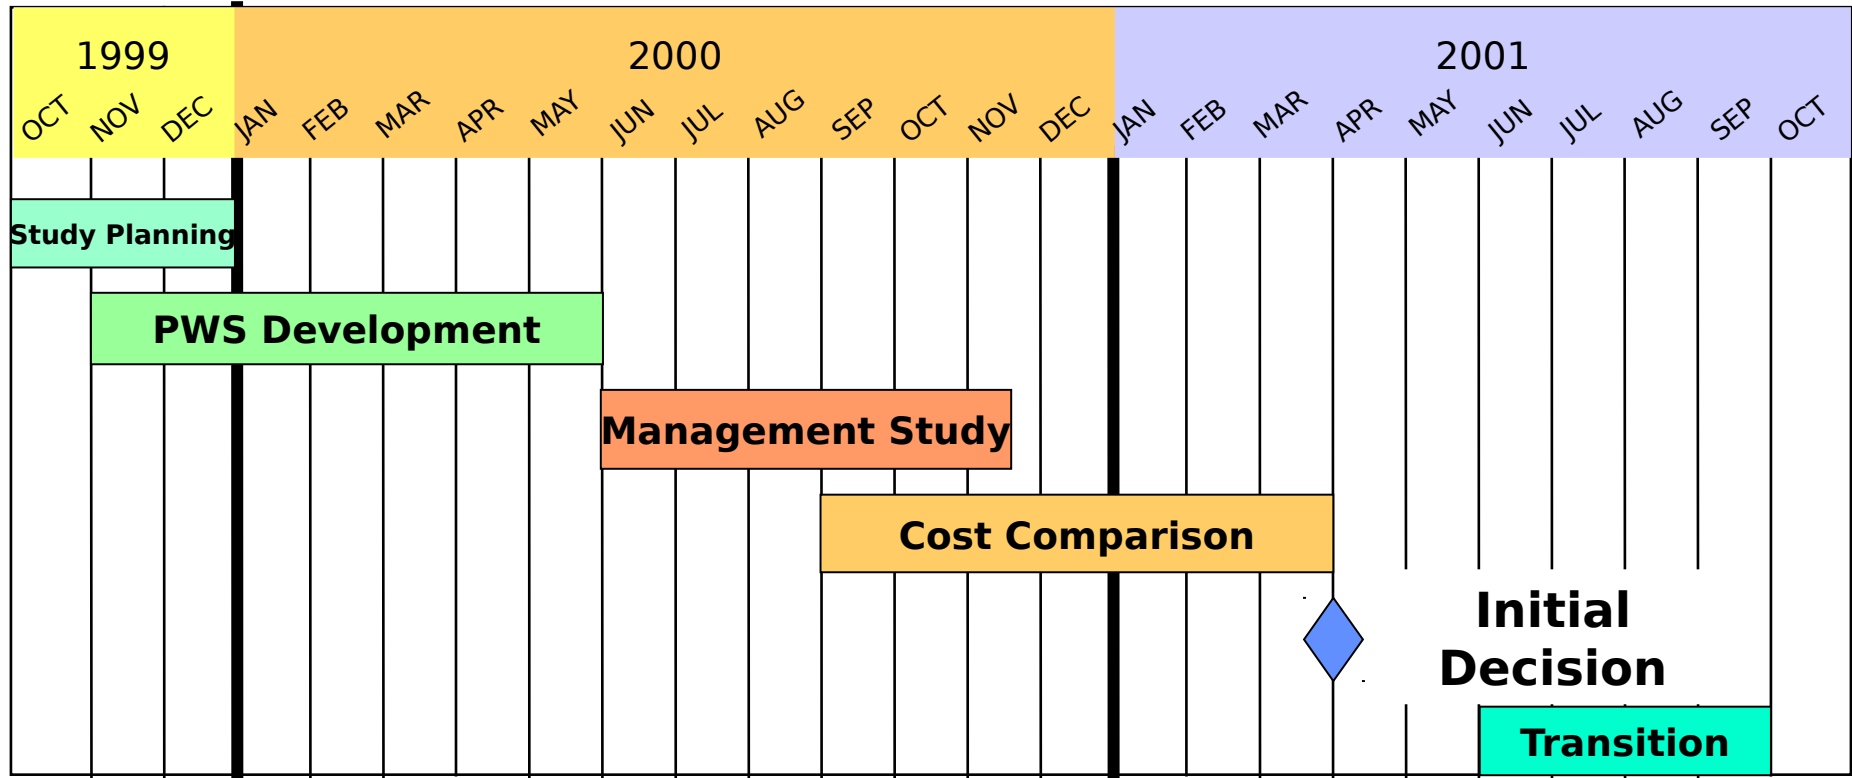 1999 2000 2001
OCT NOV DEC JAN FEB MAR APR MAY JUN JUL AUG SEP OCT NOV DEC JAN FEB MAR APR MAY JUN JUL AUG SEP OCT
Study Planning
PWS Development
Management Study
Cost Comparison
Initial
Decision
Transition